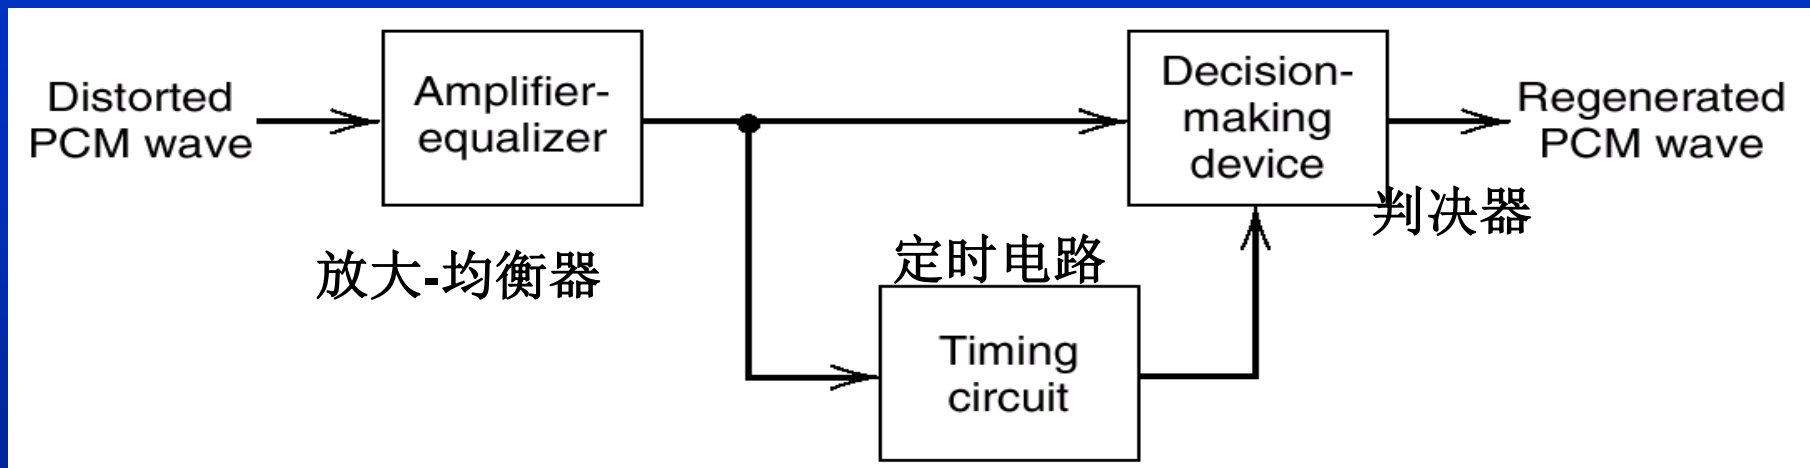 Distorted
PCM wave
Amplifier-
equalizer
放大-均衡器
定时电路
Timing
circuit
Decision-
making
device
判决器
Regenerated
PCM wave